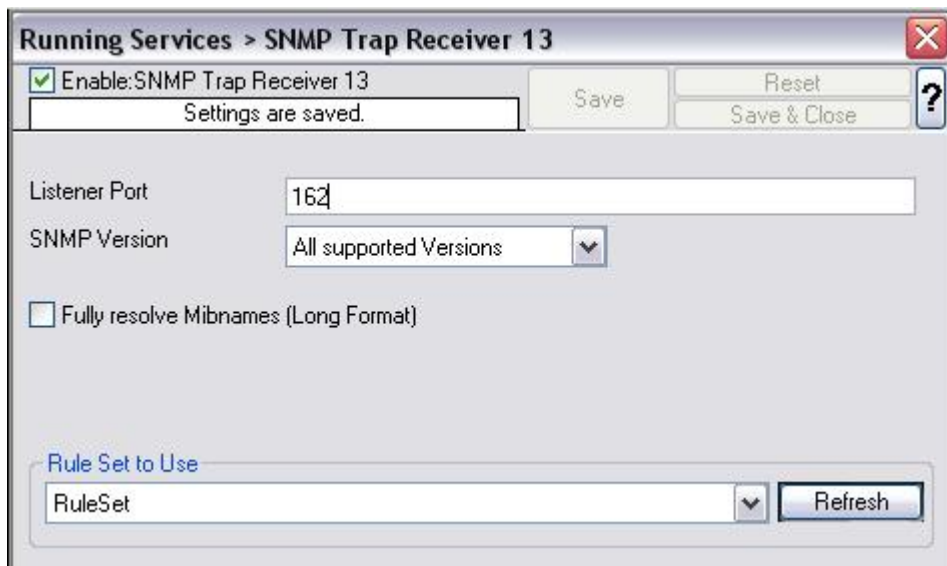 Running Services > SNMP Trap Receiver 13
Enable:SNMP Trap Receiver 13
Settings are saved.
Save
Reset
Save & Close
?
Listener Port
162
SNMP Version
All supported Versions
Fully resolve Mibnames (Long Format)
Rule Set to Use
RuleSet
Refresh